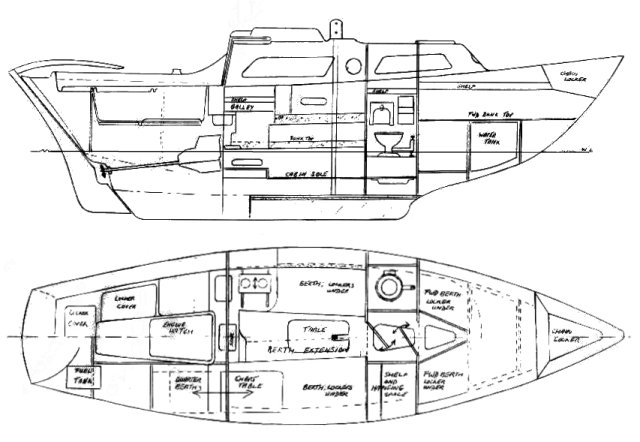 CHAIN
LOCKER
SHELF
SHELF
SHELF
GALLEY
FWD BUNK TOP
BUNK TOP
WATER
TANK
W.L.
CABIN SOLE
LOCKER
COVER
LOCKER
COVER
ENGINE
HATCH
FUEL
TANK
QUARTER
BERTH
CHART
TABLE
BERTH, LOCKERS
UNDER
TABLE
BERTH EXTENSION
BERTH, LOCKERS
UNDER
SHELF
AND
HANGING
SPACE
FWD BERTH
LOCKER
UNDER
FWD BERTH
LOCKER
UNDER
CHAIN
LOCKER